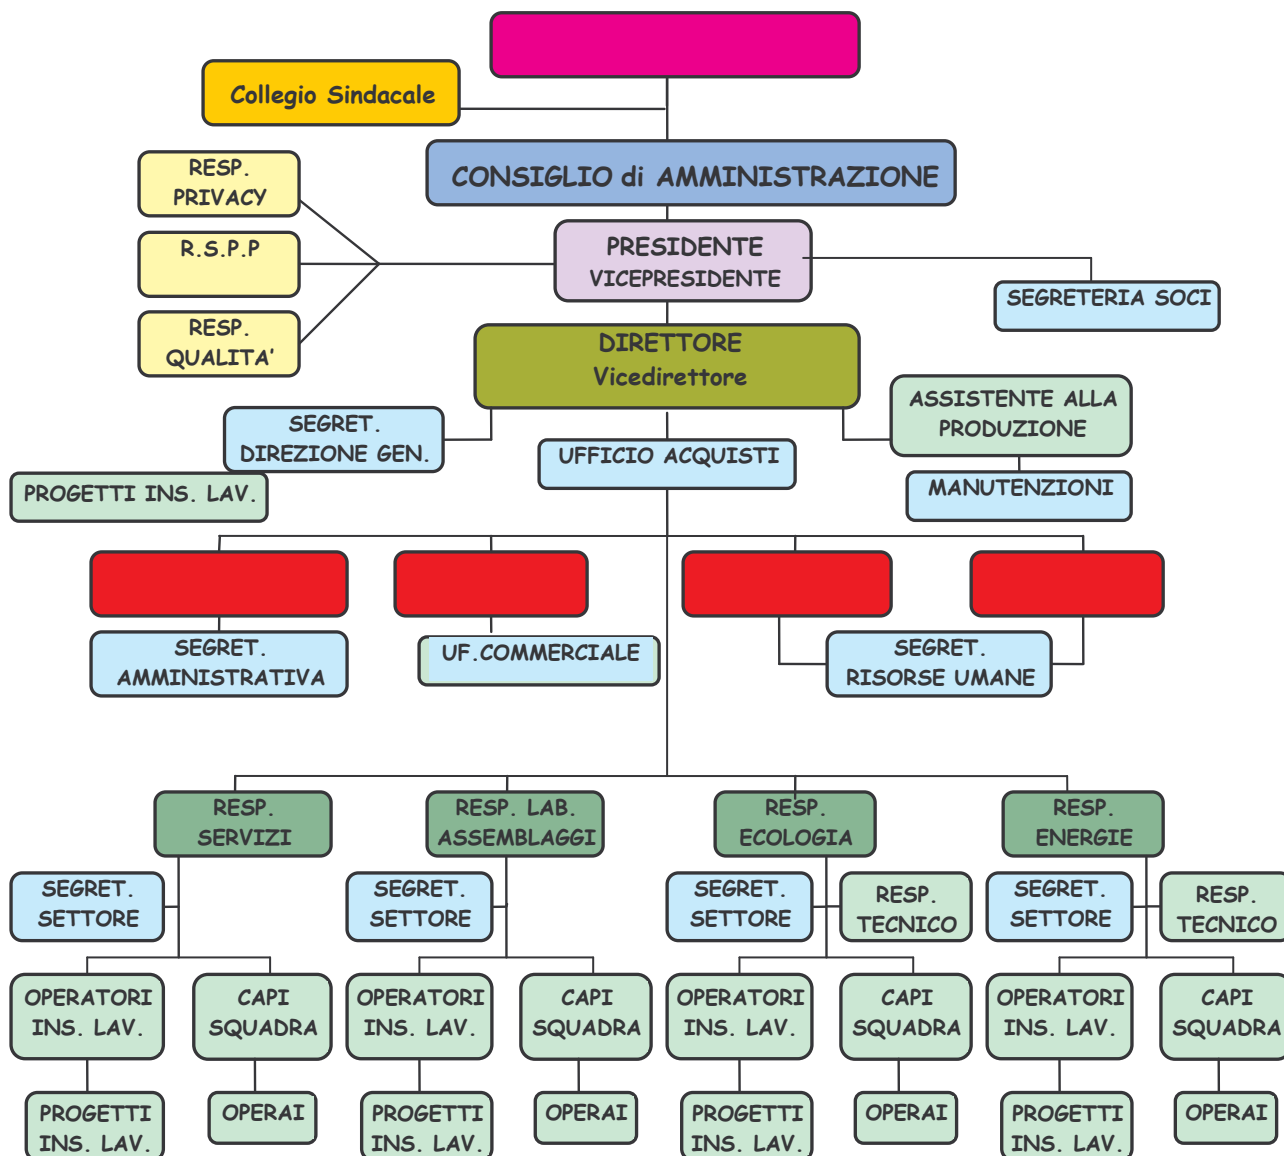 Collegio Sindacale
CONSIGLIO di AMMINISTRAZIONE
RESP.
PRIVACY
R.S.P.P
RESP.
QUALITA'
PRESIDENTE
VICEPRESIDENTE
SEGRETERIA SOCI
DIRETTORE
Vicedirettore
SEGRET.
DIREZIONE GEN.
PROGETTI INS. LAV.
UFFICIO ACQUISTI
ASSISTENTE ALLA
PRODUZIONE
MANUTENZIONI
SEGRET.
AMMINISTRATIVA
UF.COMMERCIALE
SEGRET.
RISORSE UMANE
RESP.
SERVIZI
RESP. LAB.
ASSEMBLAGGI
RESP.
ECOLOGIA
RESP.
ENERGIE
SEGRET.
SETTORE
SEGRET.
SETTORE
SEGRET.
SETTORE
RESP.
TECNICO
SEGRET.
SETTORE
RESP.
TECNICO
OPERATORI
INS. LAV.
CAPI
SQUADRA
OPERATORI
INS. LAV.
CAPI
SQUADRA
OPERATORI
INS. LAV.
CAPI
SQUADRA
OPERATORI
INS. LAV.
CAPI
SQUADRA
PROGETTI
INS. LAV.
OPERAI
PROGETTI
INS. LAV.
OPERAI
PROGETTI
INS. LAV.
OPERAI
PROGETTI
INS. LAV.
OPERAI